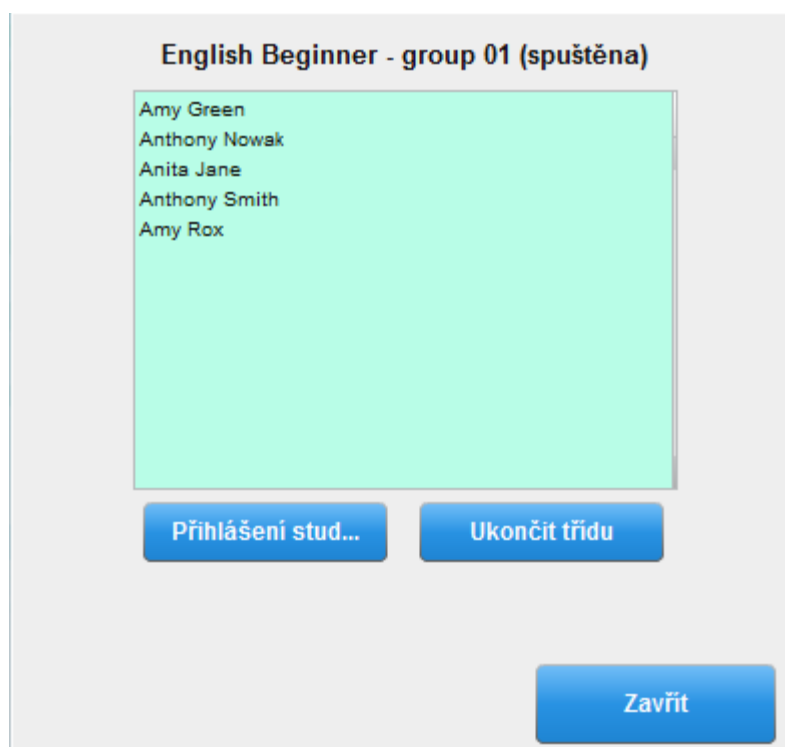 English Beginner - group 01 (spuštěna)
Amy Green
Anthony Nowak
Anita Jane
Anthony Smith
Amy Rox
Přihlášení stud...
Ukončit třídu
Zavřít